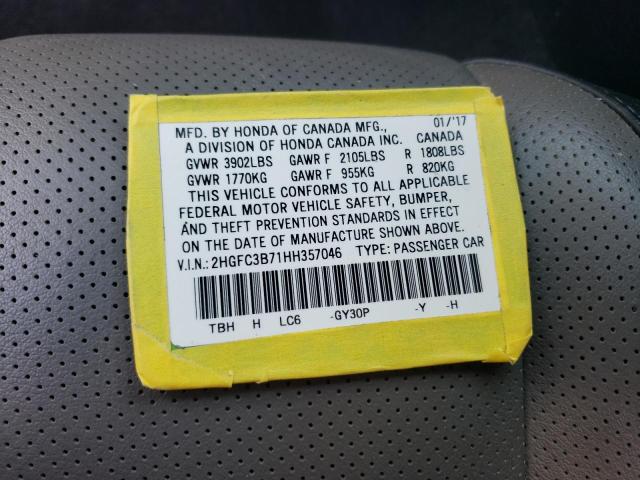 MFD. BY HONDA OF CANADA MFG., 01/'17
A DIVISION OF HONDA CANADA INC. CANADA
GVWR 3902LBS GAWR F 2105LBS R 1808LBS
GVWR 1770KG GAWR F 955KG R 820KG
THIS VEHICLE CONFORMS TO ALL APPLICABLE
FEDERAL MOTOR VEHICLE SAFETY, BUMPER,
AND THEFT PREVENTION STANDARDS IN EFFECT
ON THE DATE OF MANUFACTURE SHOWN ABOVE.
V.I.N.: 2HGFC3B71HH357046 TYPE: PASSENGER CAR
TBH H LC6 -GY30P -Y -H